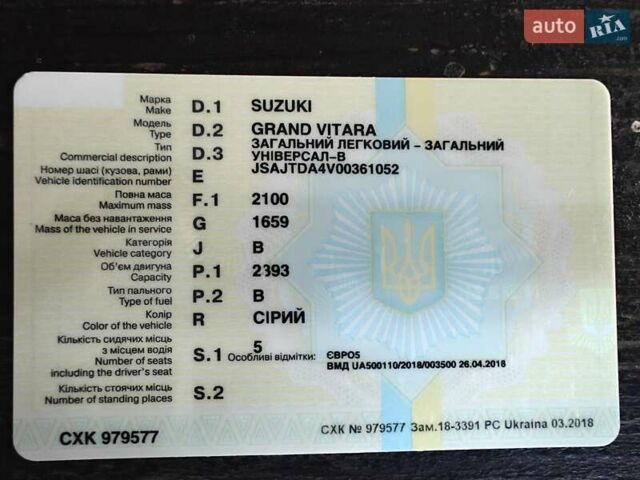 auto RIA.com
Марка
Make D.1 SUZUKI
Модель
Type D.2 GRAND VITARA
Тип
Commercial description D.3 ЗАГАЛЬНИЙ ЛЕГКОВИЙ – ЗАГАЛЬНИЙ
УНІВЕРСАЛ-В
Номер шасі (кузова, рами)
Vehicle identification number E JSAJTDA4V00361052
Повна маса
Maximum mass F.1 2100
Маса без навантаження
Mass of the vehicle in service G 1659
Категорія
Vehicle category J B
Об'єм двигуна
Capacity P.1 2393
Тип пального
Type of fuel P.2 B
Колір
Color of the vehicle R СІРИЙ
Кількість сидячих місць
з місцем водія
Number of seats
including the driver's seat S.1 5
Особливі відмітки: ЄВРО5
ВМД UA500110/2018/003500 26.04.2018
Кількість стоячих місць
Number of standing places S.2
СХК 979577
СХК № 979577 Зам.18-3391 PC Ukraina 03.2018